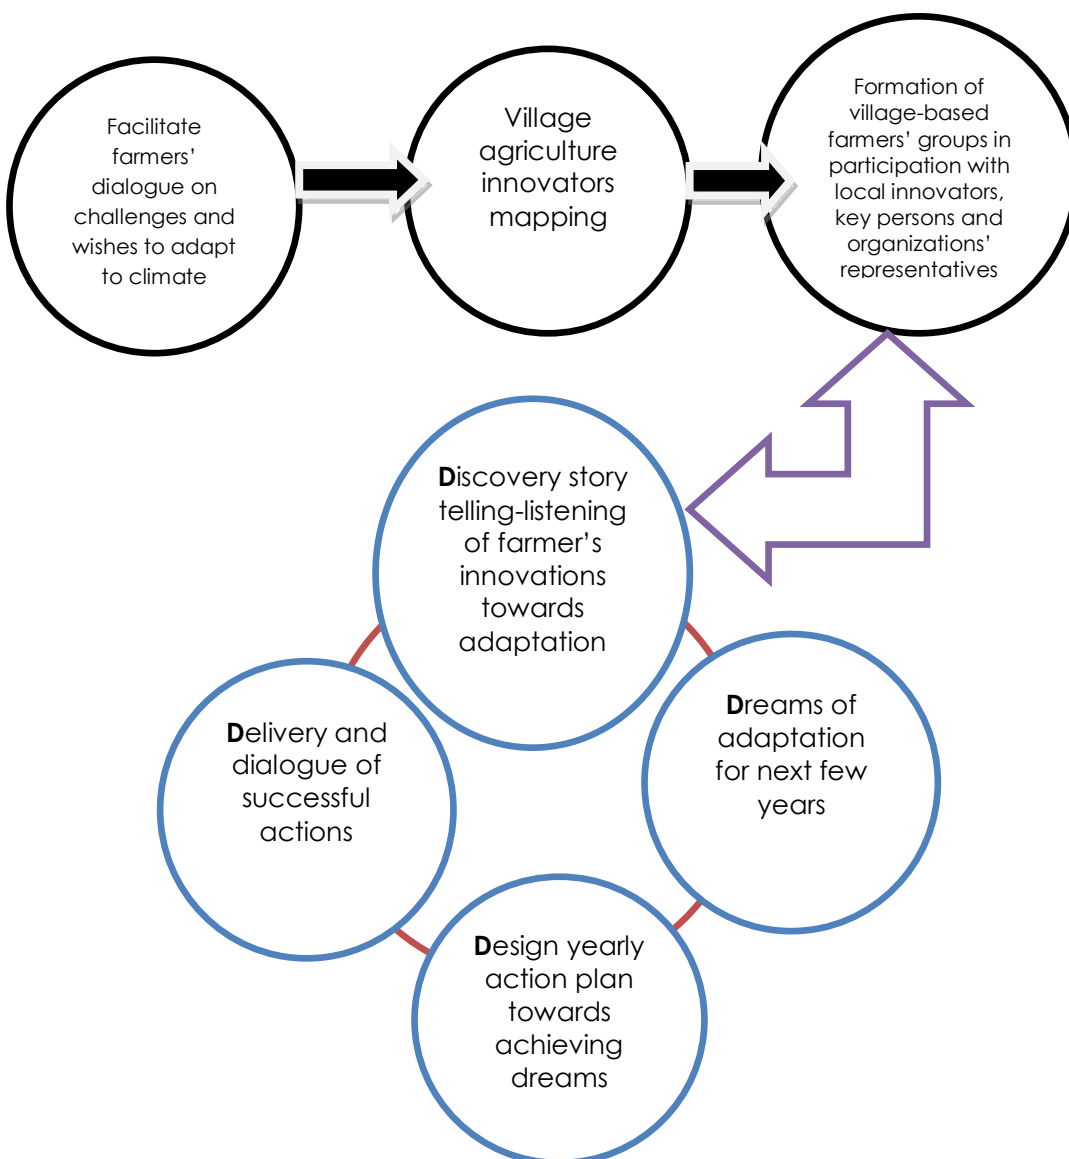 Facilitate
farmers’
dialogue on
challenges and
wishes to adapt
to climate
Village
agriculture
innovators
mapping
Formation of
village-based
farmers’ groups in
participation with
local innovators,
key persons and
organizations’
representatives
Discovery story
telling-listening
of farmer’s
innovations
towards
adaptation
Dreams of
adaptation
for next few
years
Design yearly
action plan
towards
achieving
dreams
Delivery and
dialogue of
successful
actions